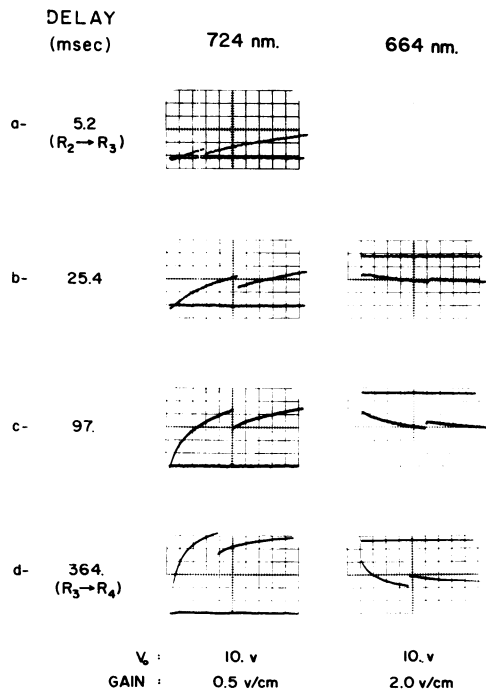 DELAY
(msec) 724 nm. 664 nm.
a- 5.2
(R₂→R₃)
b- 25.4
c- 97.
d- 364.
(R₃→R₄)
V₀ : 10. v 10. v
GAIN : 0.5 v/cm 2.0 v/cm